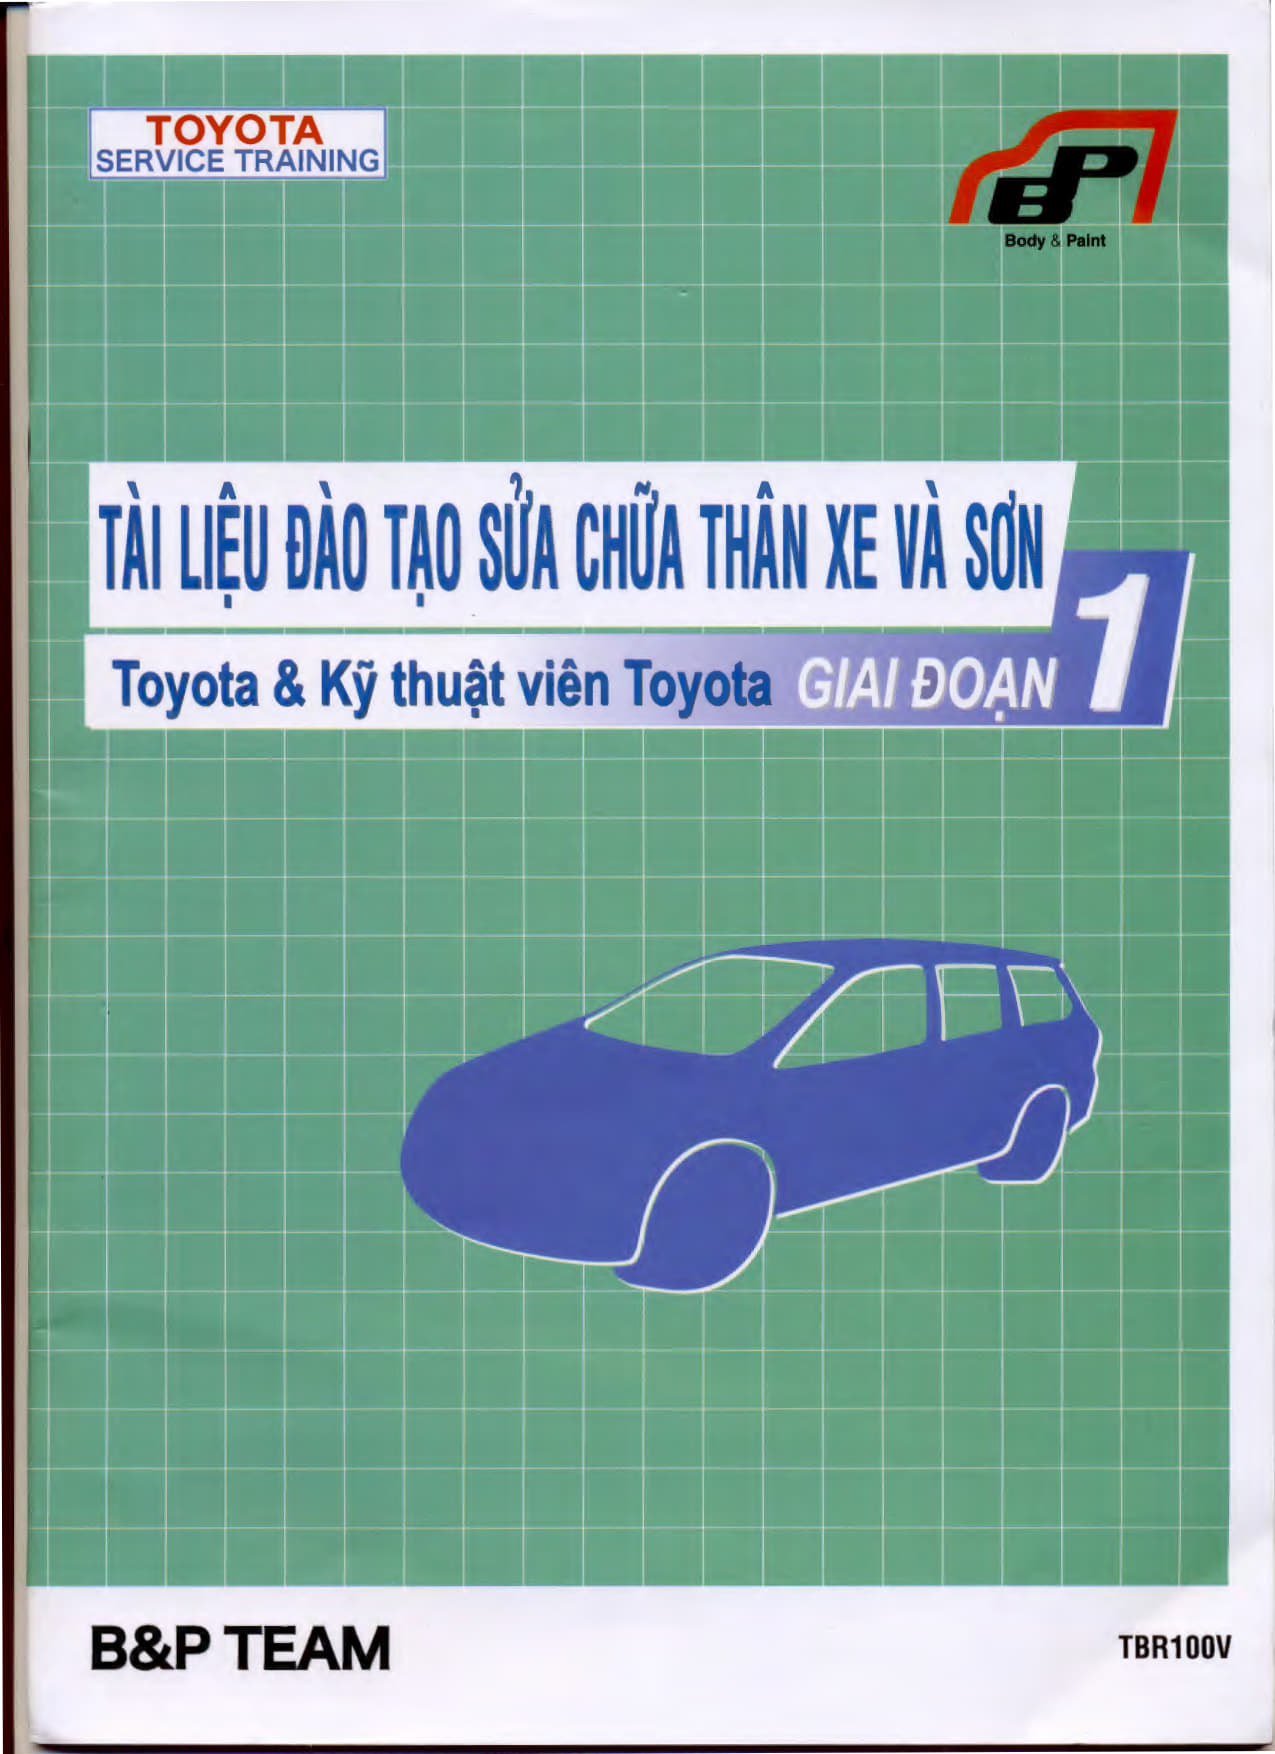 TOYOTA
SERVICE TRAINING
BP
Body & Paint
TÀI LIỆU ĐÀO TẠO SỬA CHỮA THÂN XE VÀ SƠN
Toyota & Kỹ thuật viên Toyota GIAI ĐOẠN 1
B&P TEAM
TBR100V